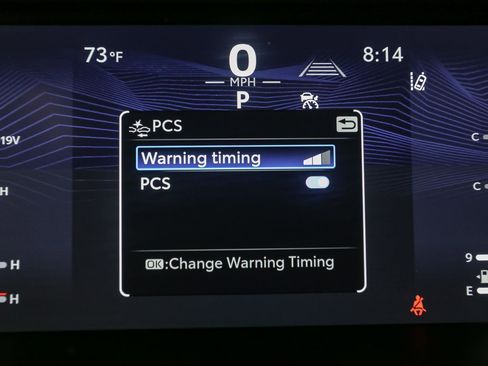 73°F
0
8:14
MPH
P
PCS
19V
Warning timing
C
H
PCS
C
OK:Change Warning Timing
H
9
H
E